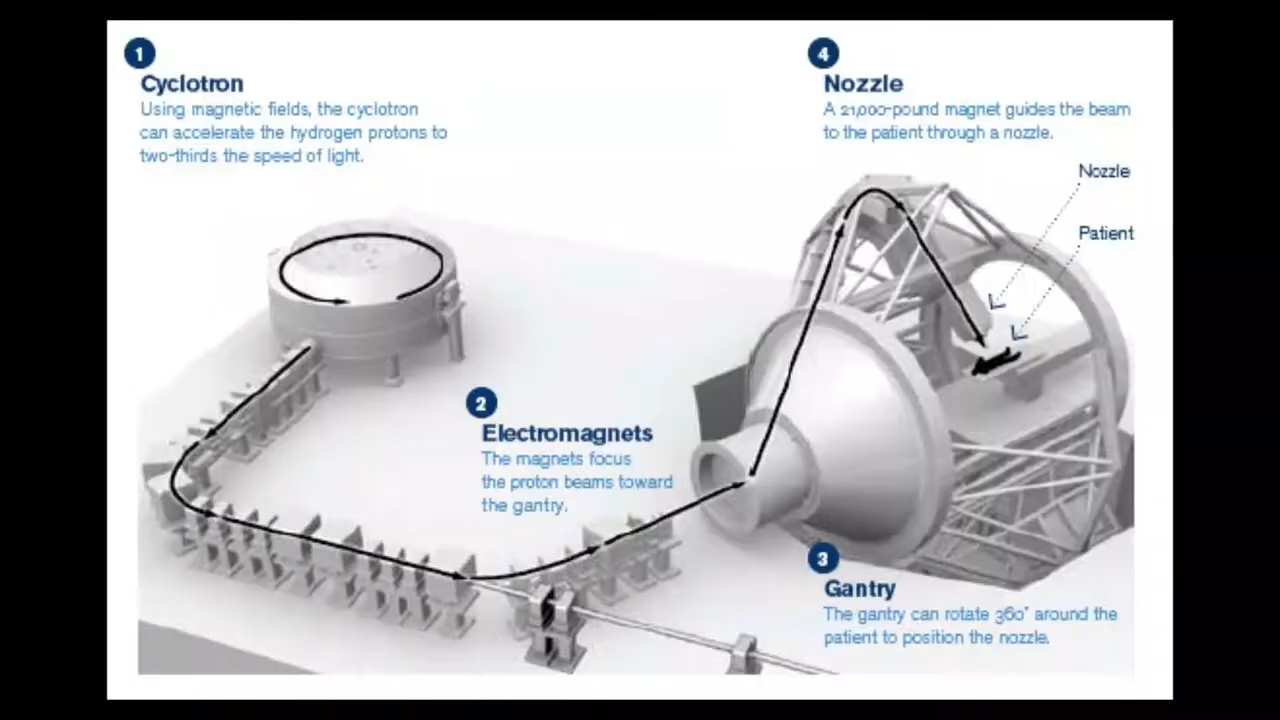 1
Cyclotron
Using magnetic fields, the cyclotron
can accelerate the hydrogen protons to
two-thirds the speed of light.
2
Electromagnets
The magnets focus
the proton beams toward
the gantry.
3
Gantry
The gantry can rotate 360° around the
patient to position the nozzle.
4
Nozzle
A 21,000-pound magnet guides the beam
to the patient through a nozzle.
Nozzle
Patient